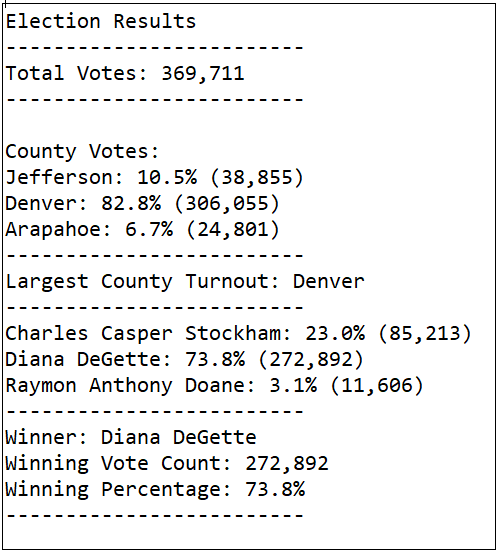 Election Results
-------------------------
Total Votes: 369,711
-------------------------
County Votes:
Jefferson: 10.5% (38,855)
Denver: 82.8% (306,055)
Arapahoe: 6.7% (24,801)
-------------------------
Largest County Turnout: Denver
-------------------------
Charles Casper Stockham: 23.0% (85,213)
Diana DeGette: 73.8% (272,892)
Raymon Anthony Doane: 3.1% (11,606)
-------------------------
Winner: Diana DeGette
Winning Vote Count: 272,892
Winning Percentage: 73.8%
-------------------------